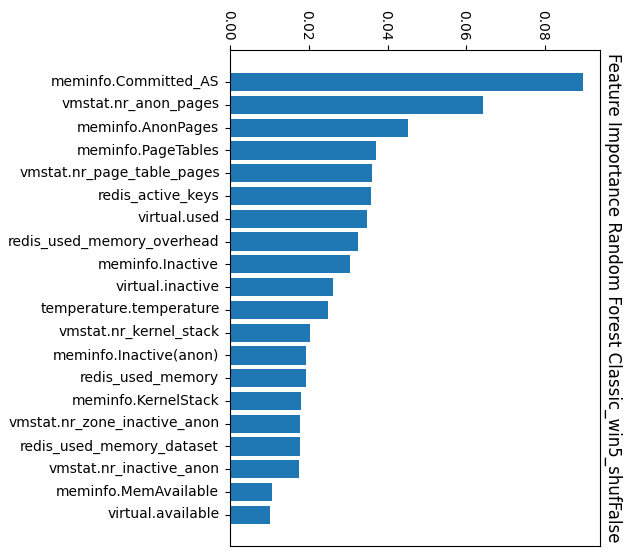 0.00
0.02
0.04
0.06
0.08
Feature Importance Random Forest Classic_win5_shufFalse
meminfo.Committed_AS
vmstat.nr_anon_pages
meminfo.AnonPages
meminfo.PageTables
vmstat.nr_page_table_pages
redis_active_keys
virtual.used
redis_used_memory_overhead
meminfo.Inactive
virtual.inactive
temperature.temperature
vmstat.nr_kernel_stack
meminfo.Inactive(anon)
redis_used_memory
meminfo.KernelStack
vmstat.nr_zone_inactive_anon
redis_used_memory_dataset
vmstat.nr_inactive_anon
meminfo.MemAvailable
virtual.available